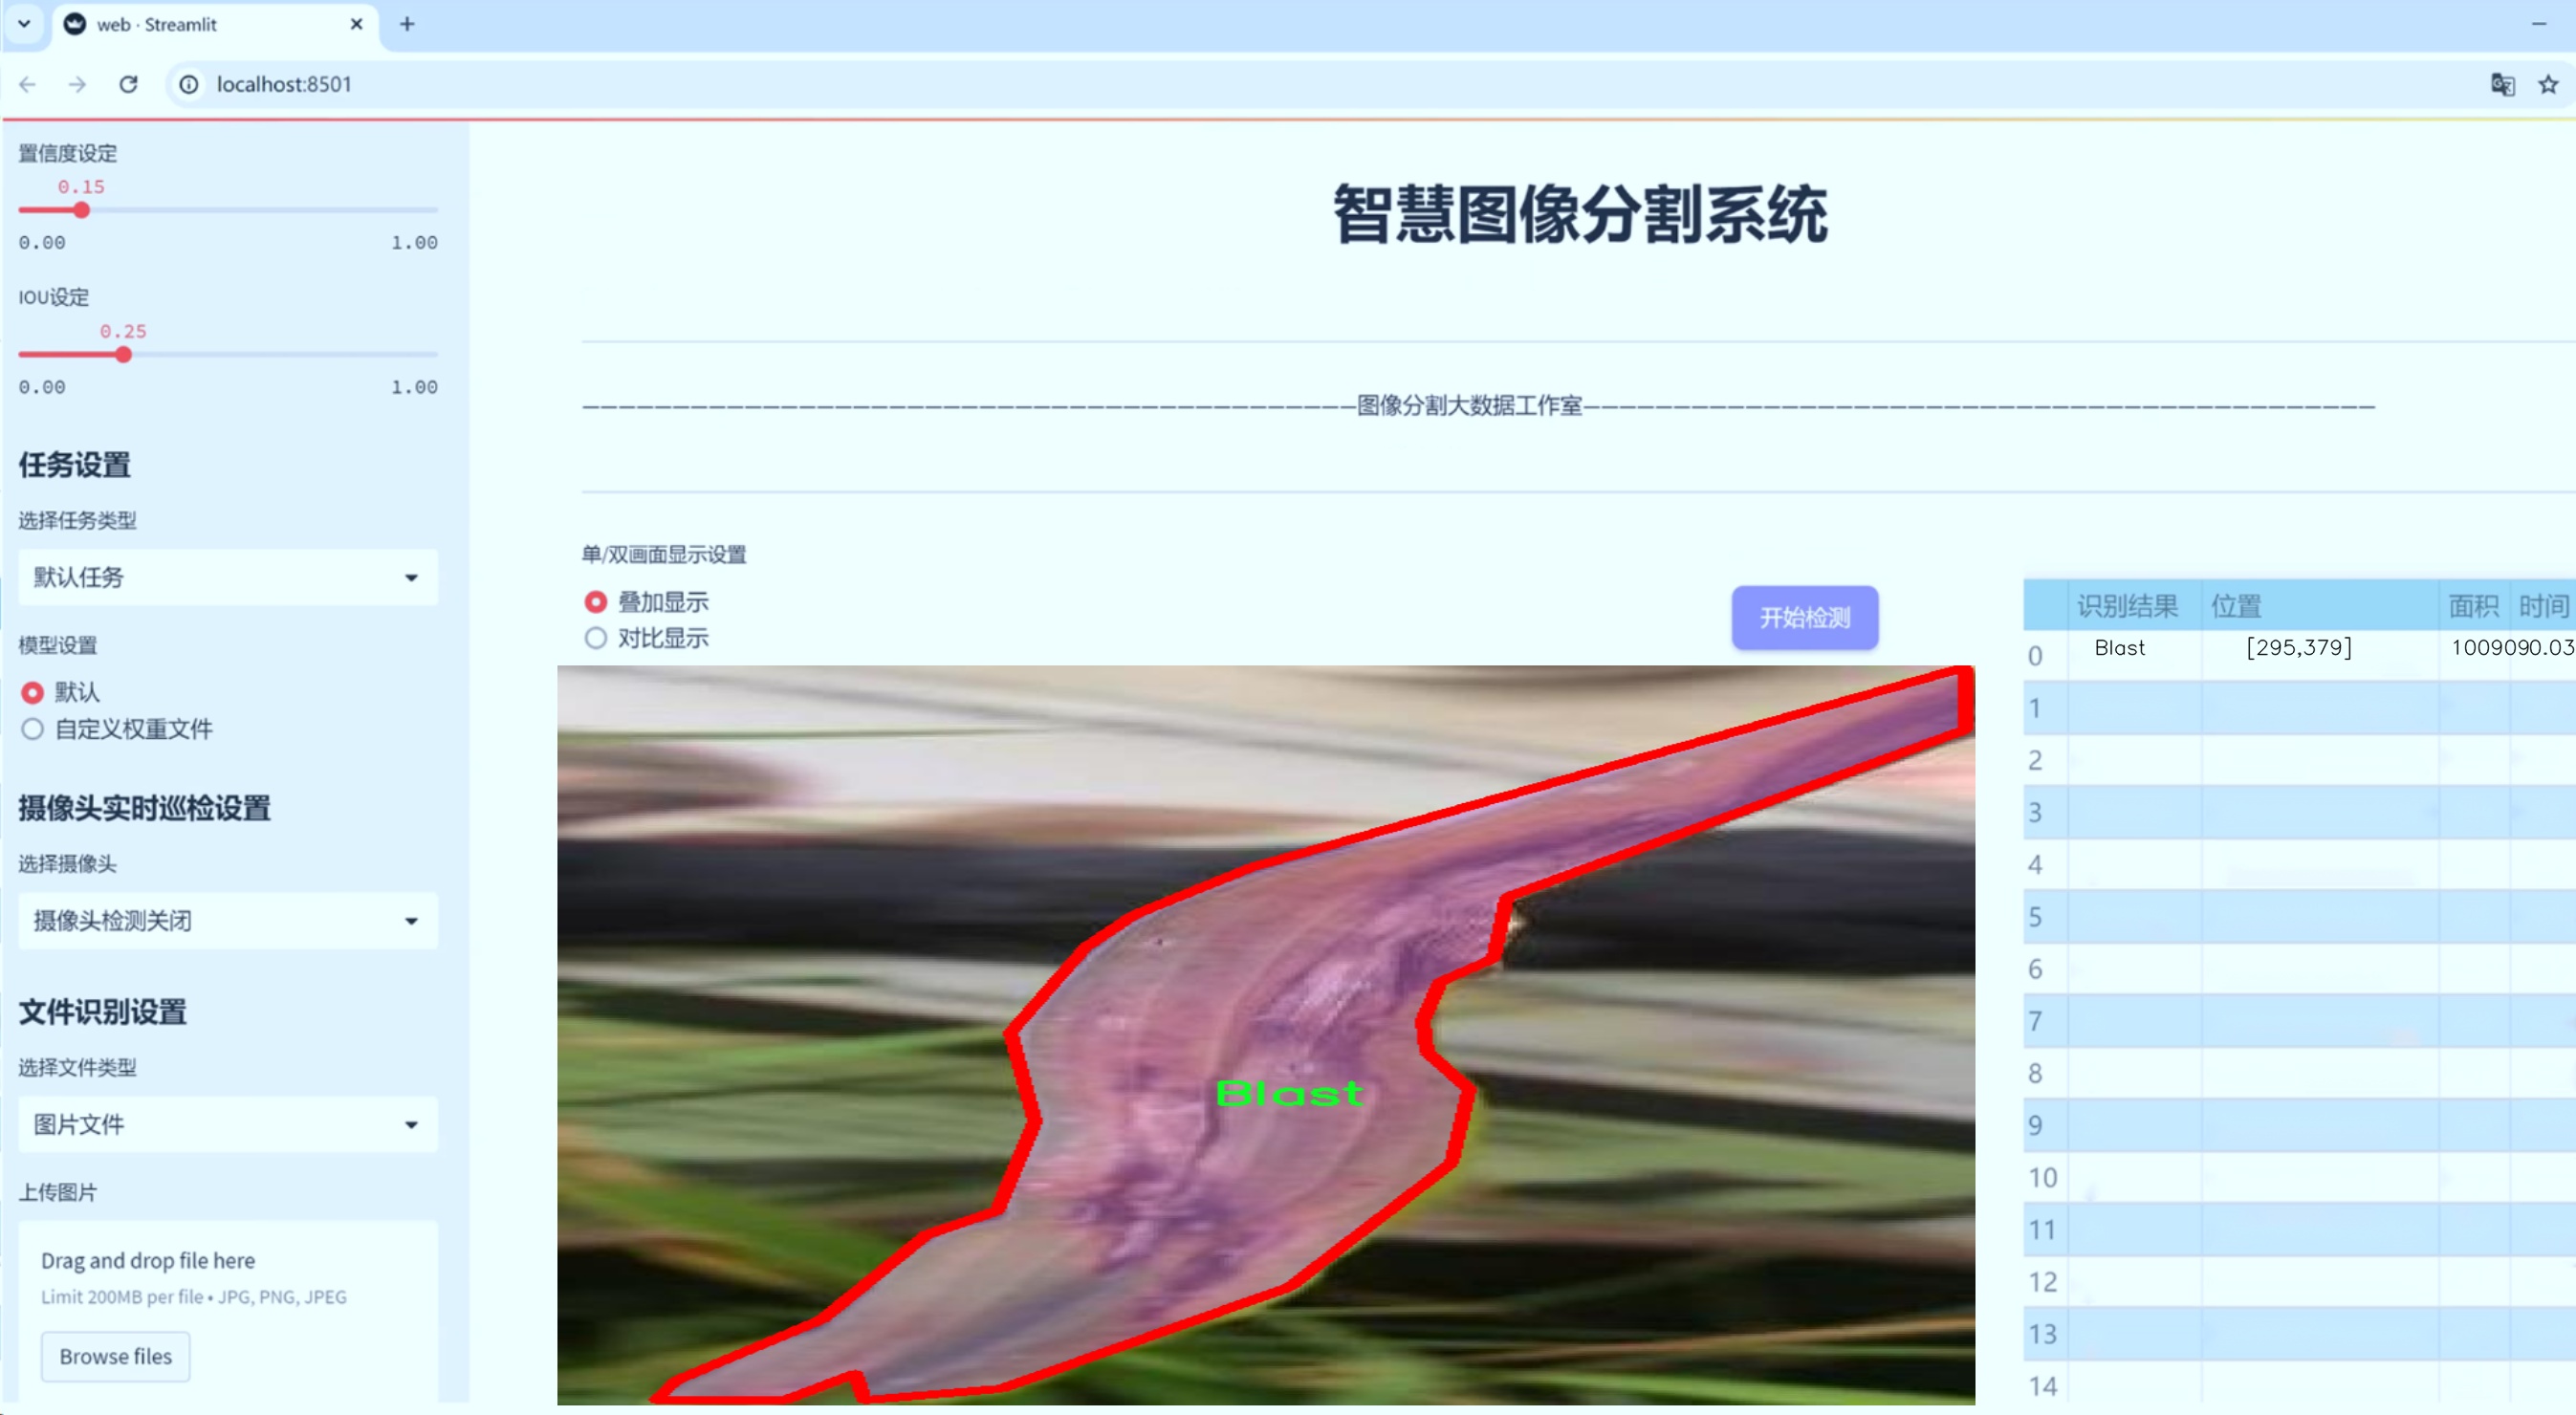 web · Streamlit
localhost:8501
置信度设定
0.15
0.00 1.00
IOU设定
0.25
0.00 1.00
任务设置
选择任务类型
默认任务
模型设置
默认
自定义权重文件
摄像头实时巡检设置
选择摄像头
摄像头检测关闭
文件识别设置
选择文件类型
图片文件
上传图片
Drag and drop file here
Limit 200MB per file • JPG, PNG, JPEG
Browse files
智慧图像分割系统
图像分割大数据工作室
单/双画面显示设置
叠加显示
对比显示
开始检测
Blast
识别结果 位置 面积 时间
0 Blast [295,379] 1009090.03
1
2
3
4
5
6
7
8
9
10
11
12
13
14